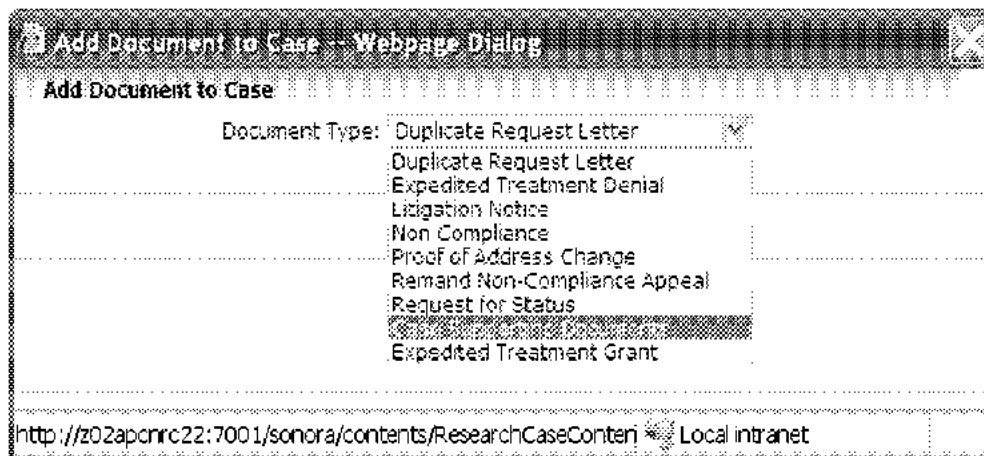 Add Document to Case -- Webpage Dialog
Add Document to Case
Document Type: Duplicate Request Letter
Duplicate Request Letter
Expedited Treatment Denial
Litigation Notice
Non Compliance
Proof of Address Change
Remand Non-Compliance Appeal
Request for Status
Case Documents
Expedited Treatment Grant
http://z02apcnrc22:7001/sonora/contents/ResearchCaseConten Local intranet